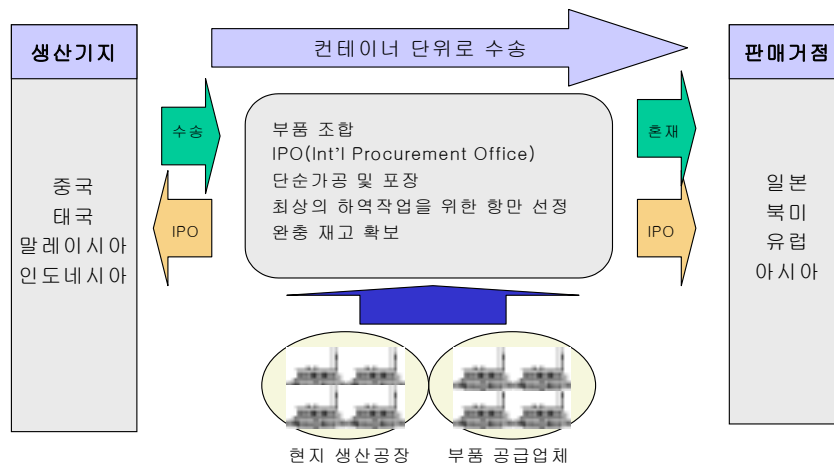 생산기지
컨테이너 단위로 수송
판매거점
수송
혼재
부품 조합
IPO(Int'l Procurement Office)
단순가공 및 포장
최상의 하역작업을 위한 항만 선정
완충 재고 확보
중국
태국
말레이시아
인도네시아
IPO
IPO
일본
북미
유럽
아시아
현지 생산공장
부품 공급업체